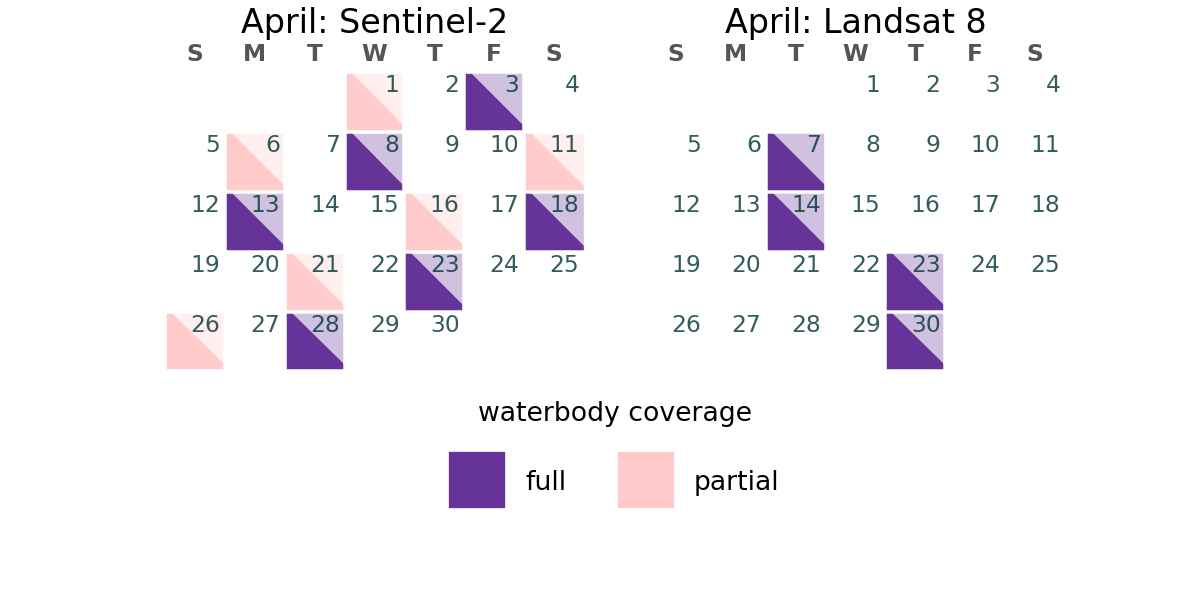 April: Sentinel-2
S M T W T F S
1 2 3 4
5 6 7 8 9 10 11
12 13 14 15 16 17 18
19 20 21 22 23 24 25
26 27 28 29 30
April: Landsat 8
S M T W T F S
1 2 3 4
5 6 7 8 9 10 11
12 13 14 15 16 17 18
19 20 21 22 23 24 25
26 27 28 29 30
waterbody coverage
full partial